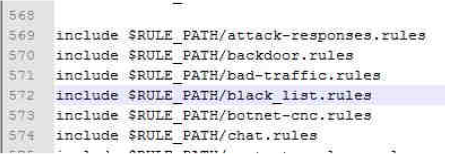 568
569 include $RULE_PATH/attack-responses.rules
570 include $RULE_PATH/backdoor.rules
571 include $RULE_PATH/bad-traffic.rules
572 include $RULE_PATH/black_list.rules
573 include $RULE_PATH/botnet-cnc.rules
574 include $RULE_PATH/chat.rules